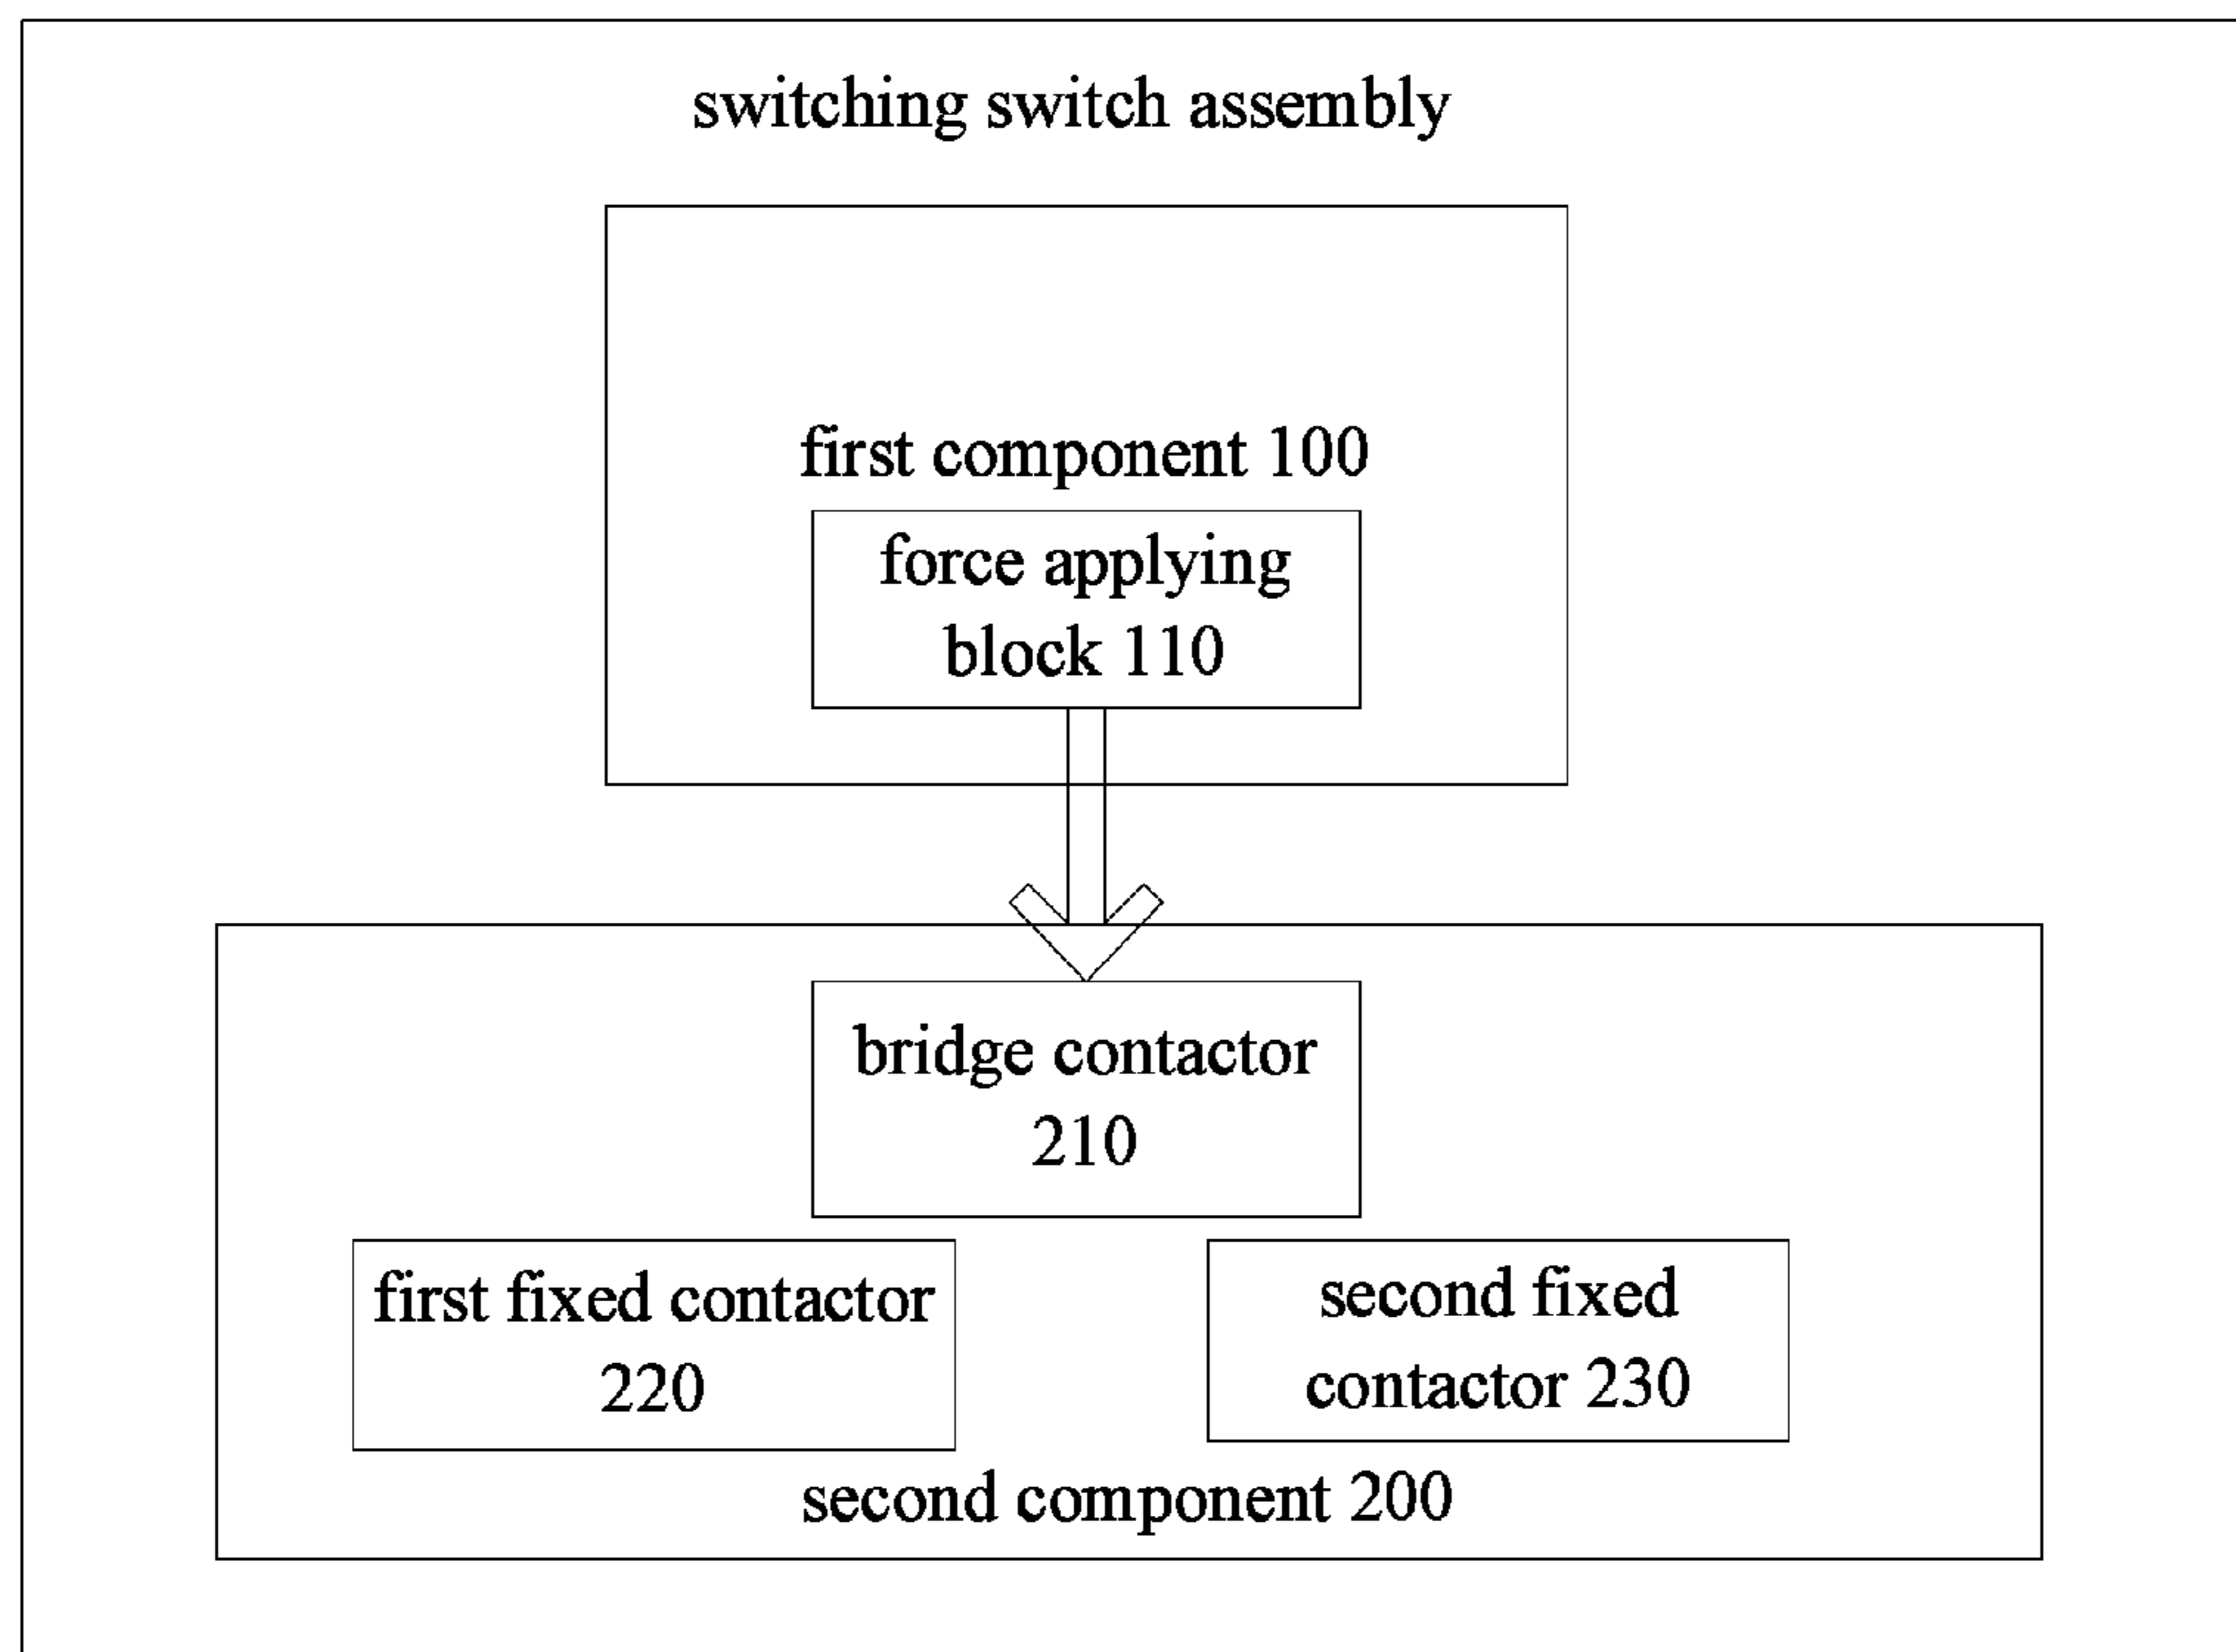 switching switch assembly
first component 100
force applying
block 110
bridge contactor
210
first fixed contactor
220
second fixed
contactor 230
second component 200